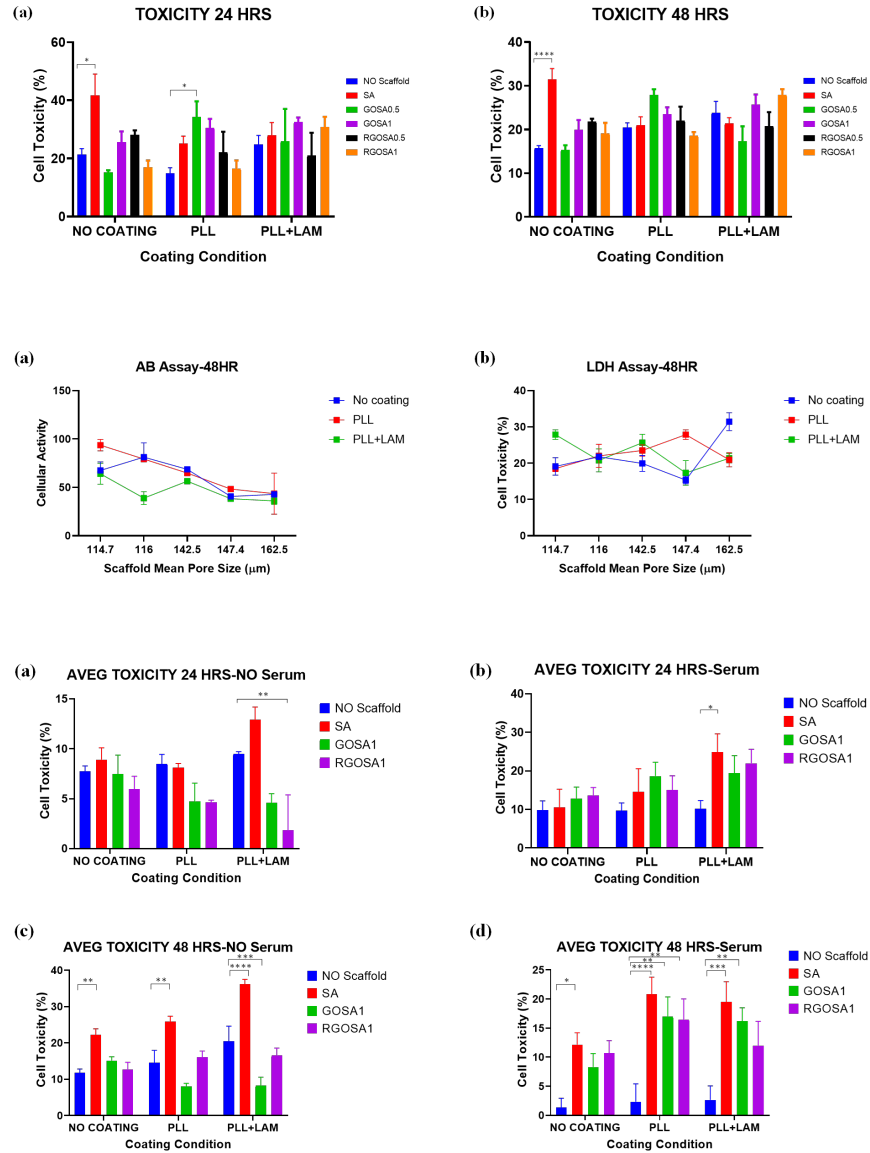 (a)
TOXICITY 24 HRS
60
40
20
0
Cell Toxicity (%)
*
*
NO COATING
PLL
PLL+LAM
Coating Condition
NO Scaffold
SA
GOSA0.5
GOSA1
RGOSA0.5
RGOSA1
(b)
TOXICITY 48 HRS
40
30
20
10
0
Cell Toxicity (%)
****
NO COATING
PLL
PLL+LAM
Coating Condition
NO Scaffold
SA
GOSA0.5
GOSA1
RGOSA0.5
RGOSA1
(a)
AB Assay-48HR
150
100
50
0
Cellular Activity
114.7 116 142.5 147.4 162.5
Scaffold Mean Pore Size (μm)
No coating
PLL
PLL+LAM
(b)
LDH Assay-48HR
40
30
20
10
0
Cell Toxicity (%)
114.7 116 142.5 147.4 162.5
Scaffold Mean Pore Size (μm)
No coating
PLL
PLL+LAM
(a)
AVEG TOXICITY 24 HRS-NO Serum
15
10
5
0
Cell Toxicity (%)
**
NO COATING
PLL
PLL+LAM
Coating Condition
NO Scaffold
SA
GOSA1
RGOSA1
(b)
AVEG TOXICITY 24 HRS-Serum
40
30
20
10
0
Cell Toxicity (%)
*
NO COATING
PLL
PLL+LAM
Coating Condition
NO Scaffold
SA
GOSA1
RGOSA1
(c)
AVEG TOXICITY 48 HRS-NO Serum
40
30
20
10
0
Cell Toxicity (%)
**
**
***
****
NO COATING
PLL
PLL+LAM
Coating Condition
NO Scaffold
SA
GOSA1
RGOSA1
(d)
AVEG TOXICITY 48 HRS-Serum
25
20
15
10
5
0
Cell Toxicity (%)
*
**
**
****
**
***
NO COATING
PLL
PLL+LAM
Coating Condition
NO Scaffold
SA
GOSA1
RGOSA1